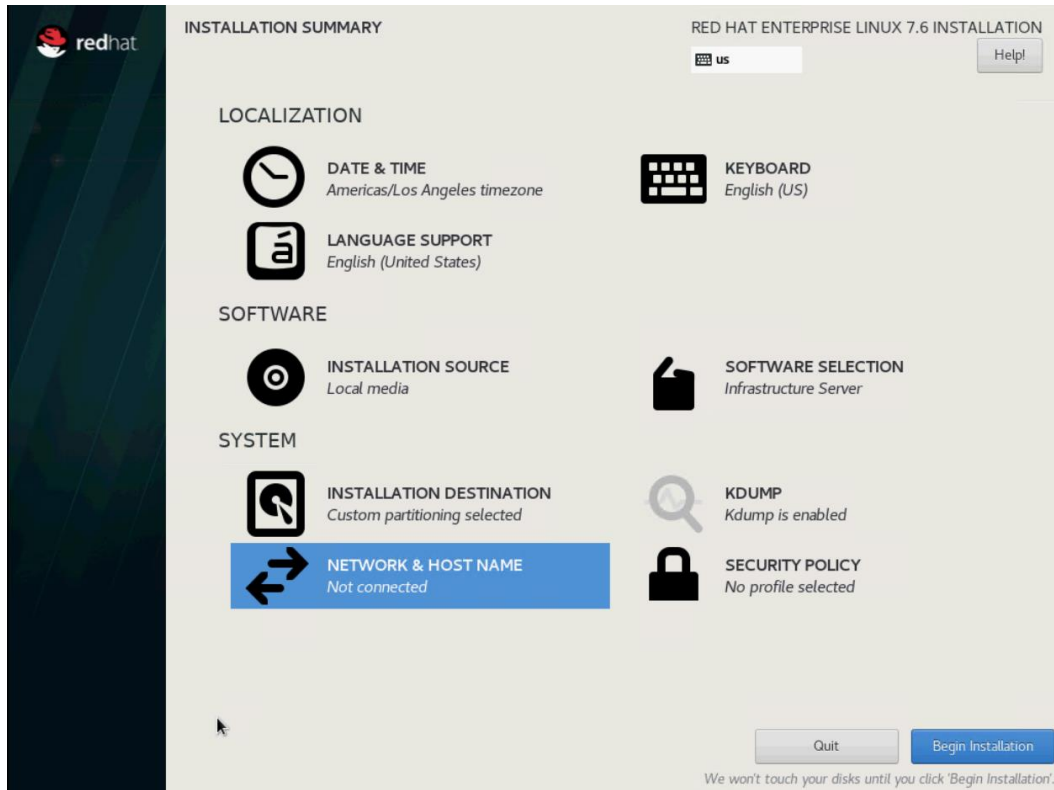 redhat
INSTALLATION SUMMARY
RED HAT ENTERPRISE LINUX 7.6 INSTALLATION
us
Help!
LOCALIZATION
DATE & TIME
Americas/Los Angeles timezone
KEYBOARD
English (US)
á
LANGUAGE SUPPORT
English (United States)
SOFTWARE
INSTALLATION SOURCE
Local media
SOFTWARE SELECTION
Infrastructure Server
SYSTEM
INSTALLATION DESTINATION
Custom partitioning selected
KDUMP
Kdump is enabled
NETWORK & HOST NAME
Not connected
SECURITY POLICY
No profile selected
Quit
Begin Installation
We won't touch your disks until you click 'Begin Installation'.